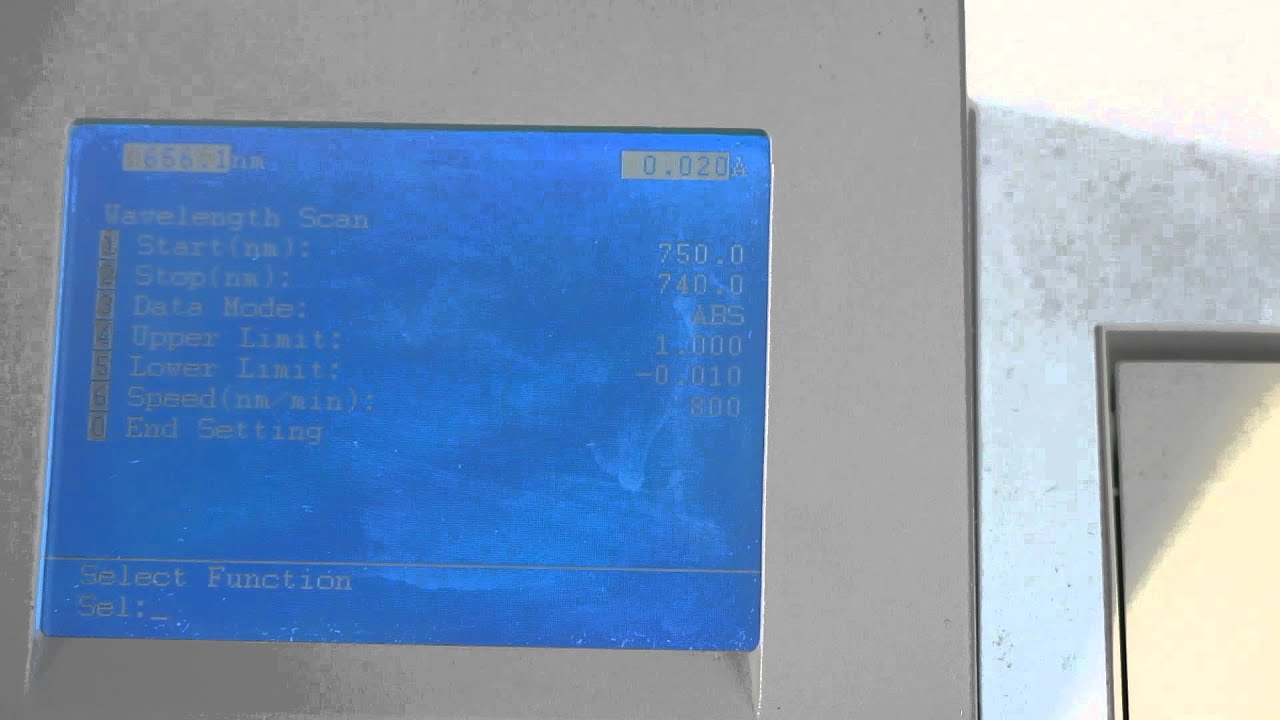 656.1nm 0.020A
Wavelength Scan
1 Start(nm): 750.0
2 Stop(nm): 740.0
3 Data Mode: ABS
4 Upper Limit: 1.000
5 Lower Limit: -0.010
6 Speed(nm/min): 800
0 End Setting
Select Function
Sel:_